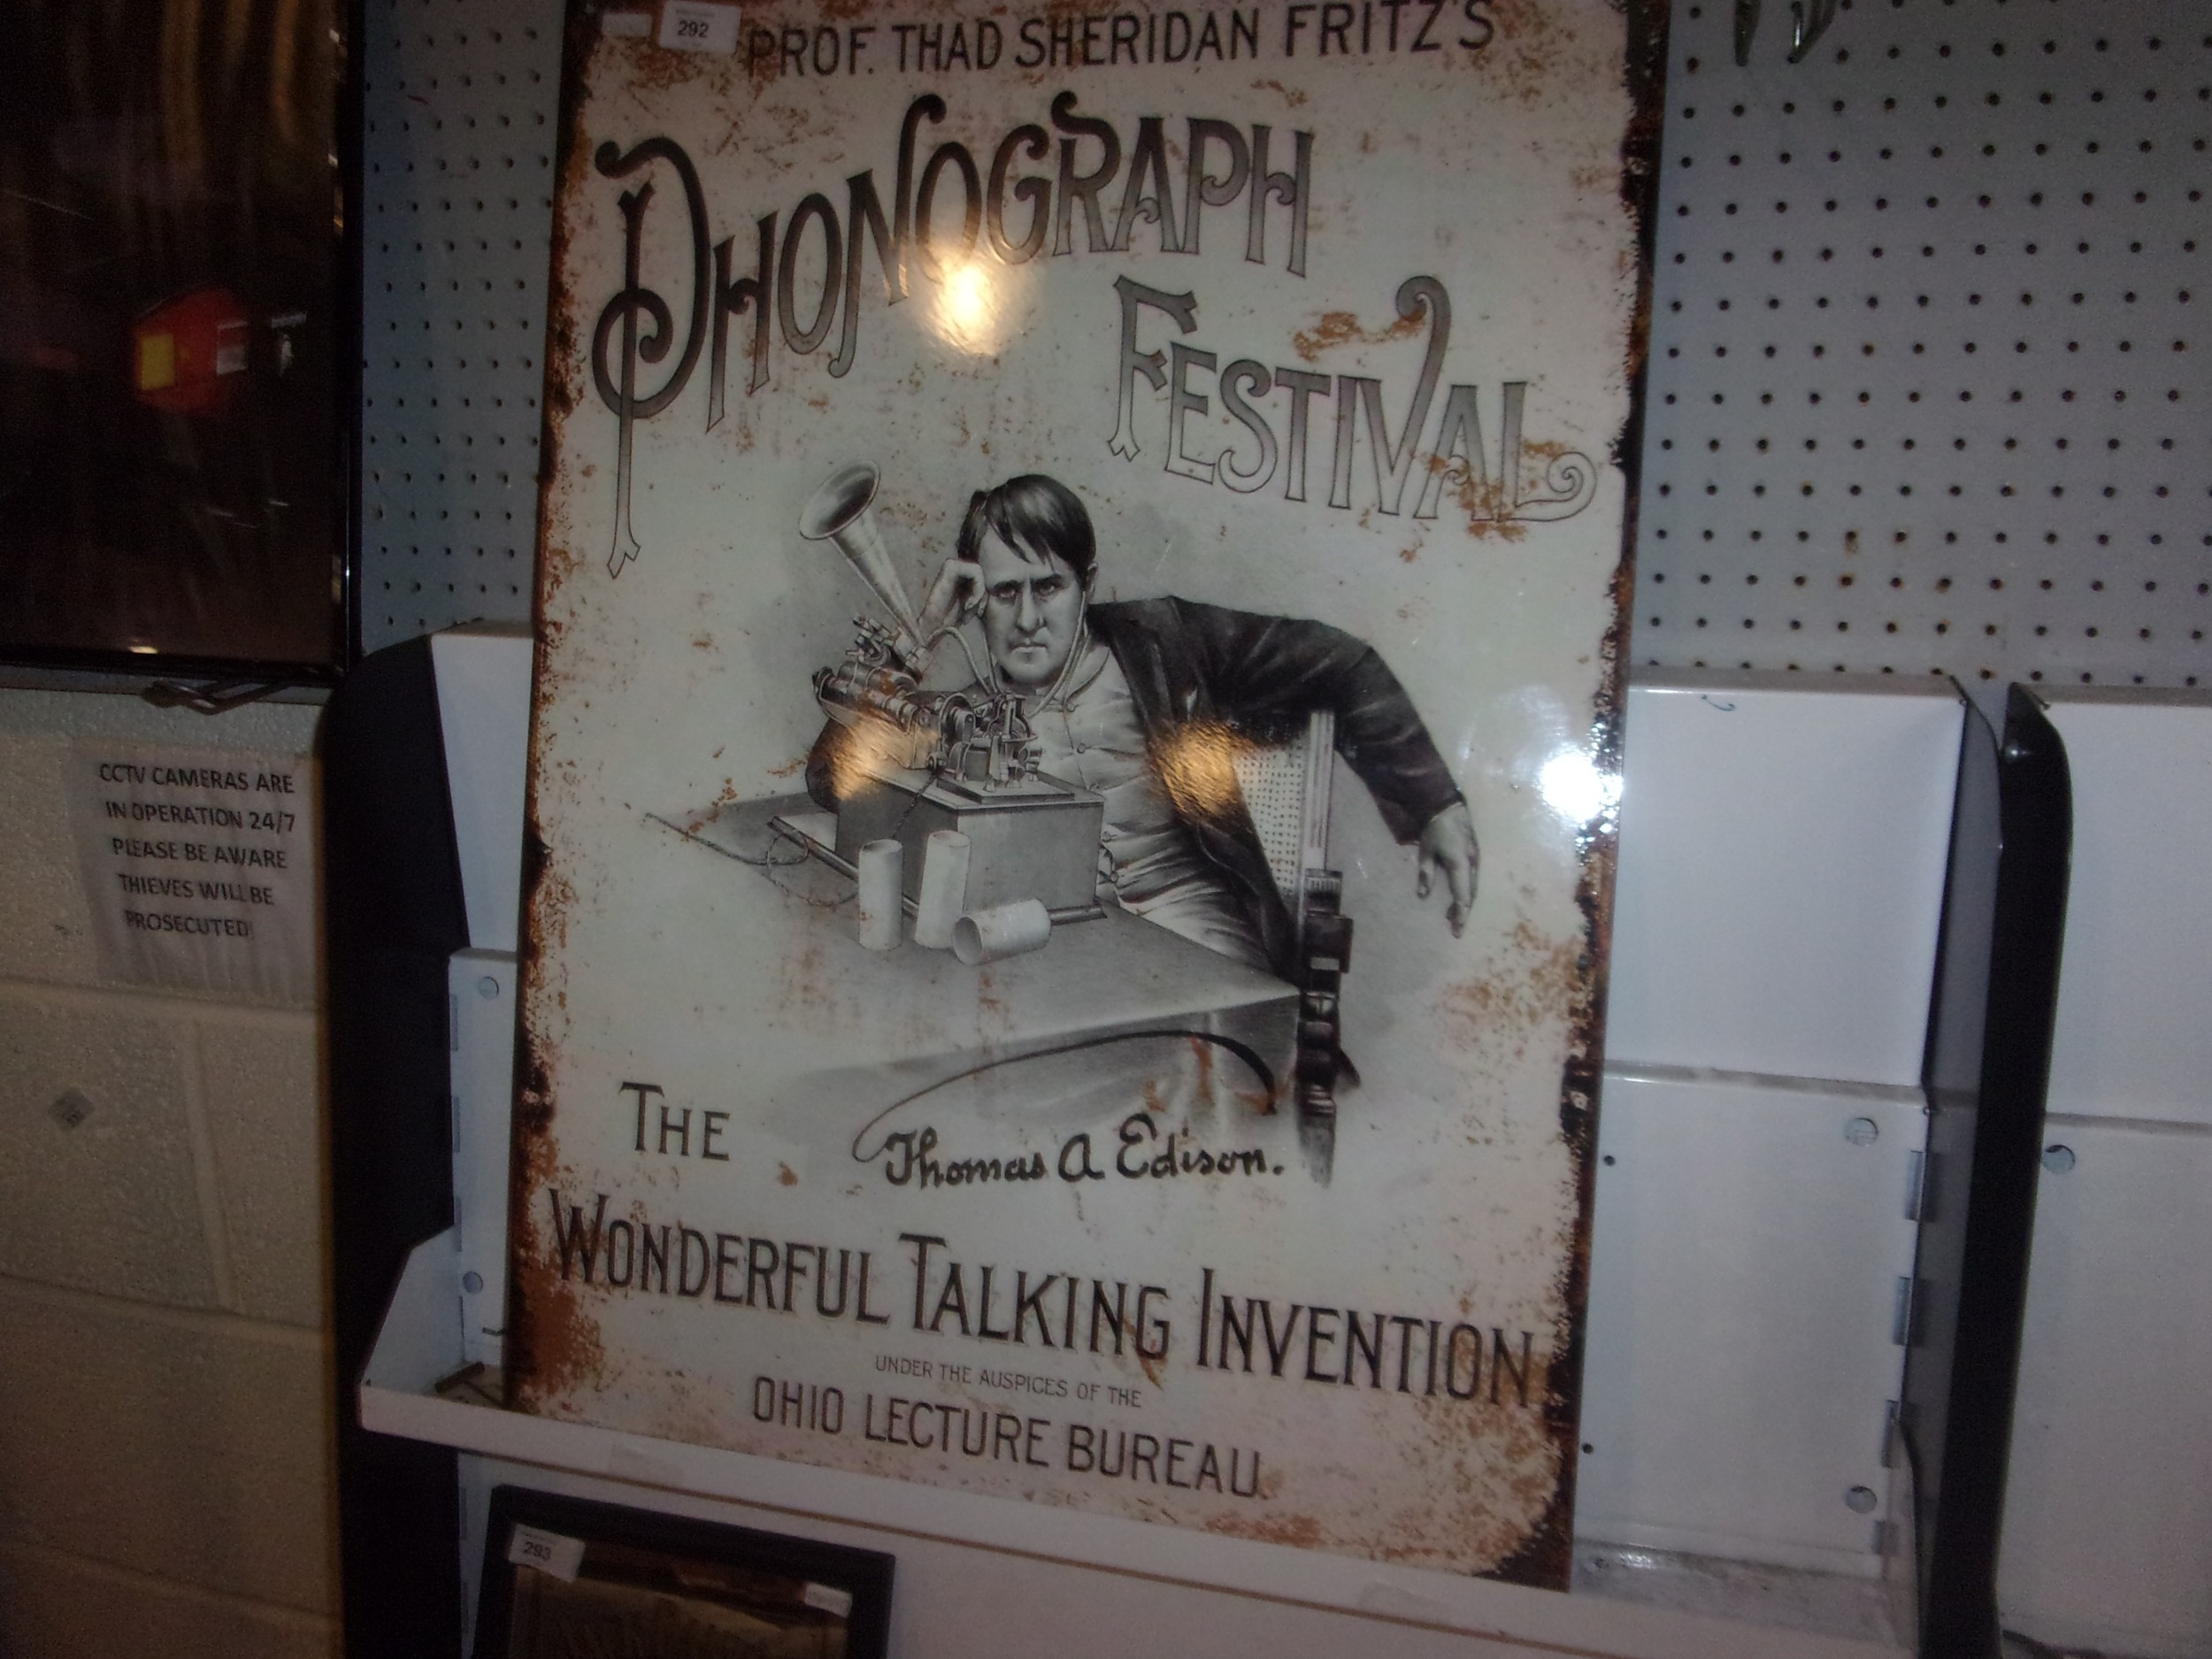 292
PROF. THAD SHERIDAN FRITZ'S
PHONOGRAPH
FESTIVAL
THE
Thomas A Edison.
WONDERFUL TALKING INVENTION
UNDER THE AUSPICES OF THE
OHIO LECTURE BUREAU
CCTV CAMERAS ARE
IN OPERATION 24/7
PLEASE BE AWARE
THIEVES WILL BE
PROSECUTED!
293